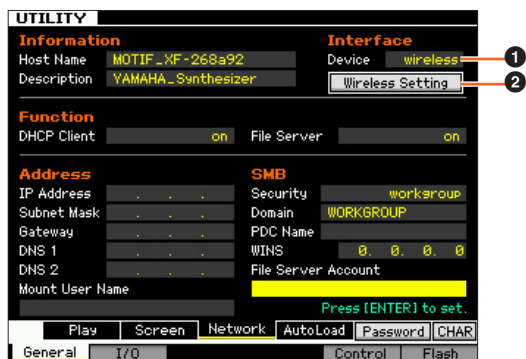 UTILITY
Information Interface
Host Name MOTIF_XF-268a92 Device wireless 1
Description YAMAHA_Synthesizer Wireless Setting 2
Function
DHCP Client on File Server on
Address SMB
IP Address . . . Security workgroup
Subnet Mask . . . Domain WORKGROUP
Gateway . . . PDC Name
DNS 1 . . . WINS 0. 0. 0. 0
DNS 2 . . . File Server Account
Mount User Name
Press [ENTER] to set.
Play Screen Network AutoLoad Password CHAR
General I/O Control Flash